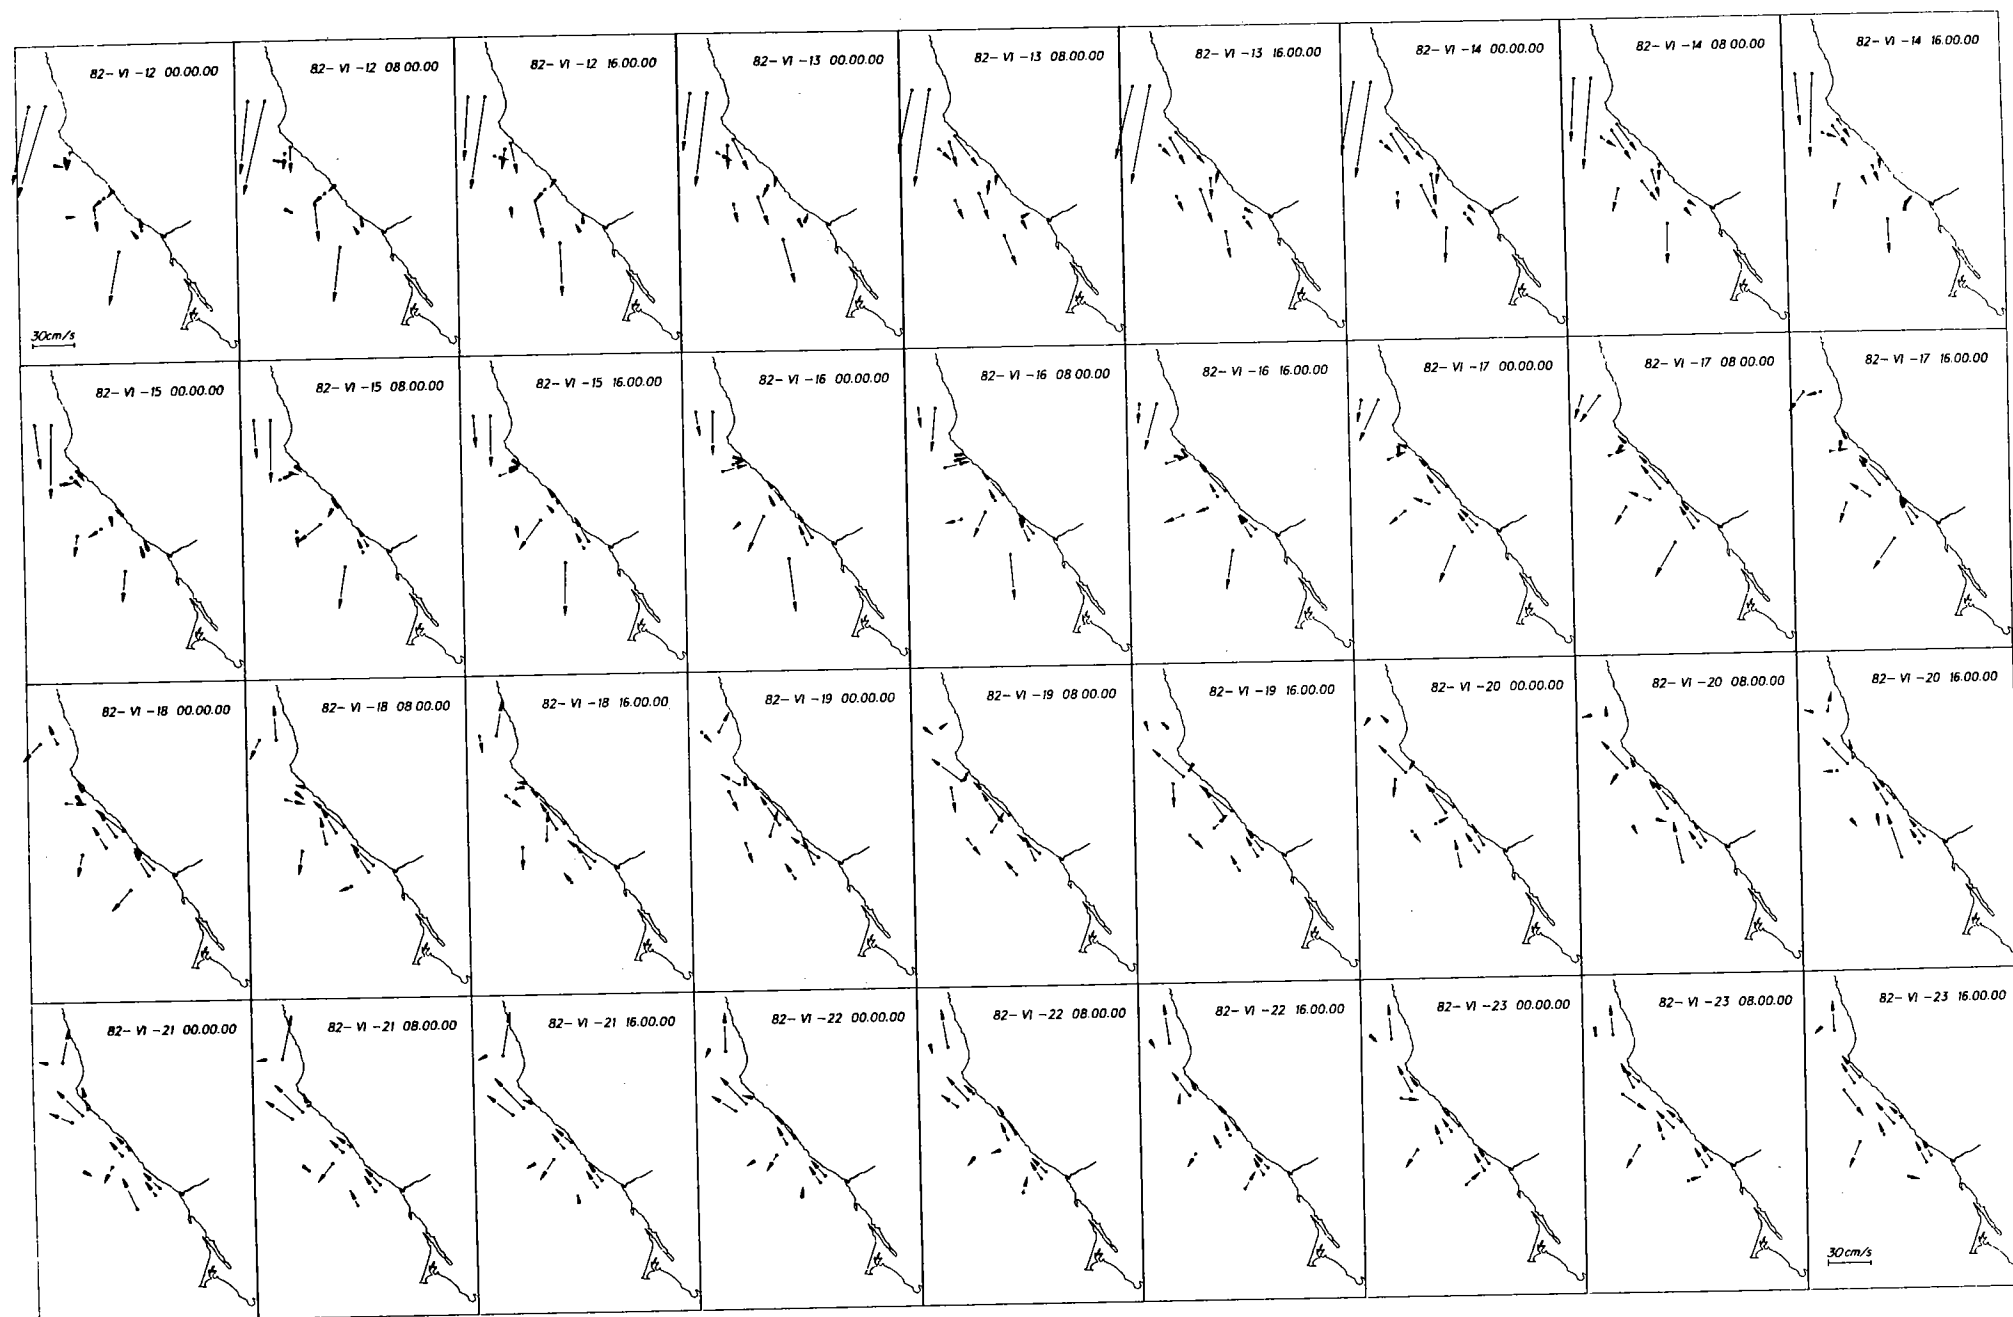 82- VI -12 00.00.00
82- VI -12 08 00.00
82- VI -12 16.00.00
82- VI -13 00.00.00
82- VI -13 08.00.00
82- VI -13 16.00.00
82- VI -14 00.00.00
82- VI -14 08.00.00
82- VI -14 16.00.00
30cm/s
82- VI -15 00.00.00
82- VI -15 08.00.00
82- VI -15 16.00.00
82- VI -16 00.00.00
82- VI -16 08 00.00
82- VI -16 16.00.00
82- VI -17 00.00.00
82- VI -17 08 00.00
82- VI -17 16.00.00
82- VI -18 00.00.00
82- VI -18 08 00.00
82- VI -18 16.00.00
82- VI -19 00.00.00
82- VI -19 08 00.00
82- VI -19 16.00.00
82- VI -20 00.00.00
82- VI -20 08.00.00
82- VI -20 16.00.00
82- VI -21 00.00.00
82- VI -21 08.00.00
82- VI -21 16.00.00
82- VI -22 00.00.00
82- VI -22 08.00.00
82- VI -22 16.00.00
82- VI -23 00.00.00
82- VI -23 08.00.00
82- VI -23 16.00.00
30cm/s